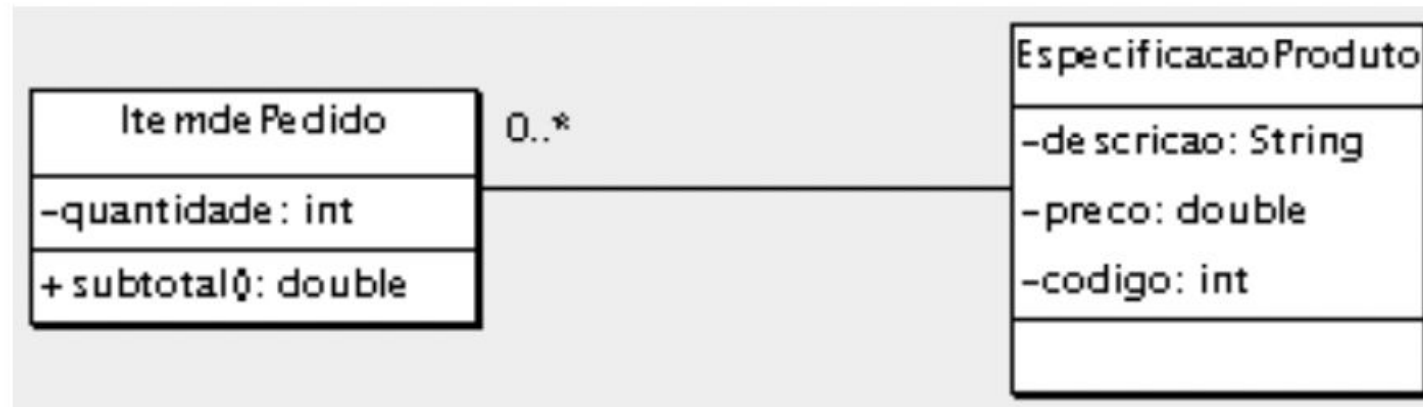 ItemdePedido
-quantidade: int
+subtotal(): double
0..*
EspecificacaoProduto
-descricao: String
-preco: double
-codigo: int